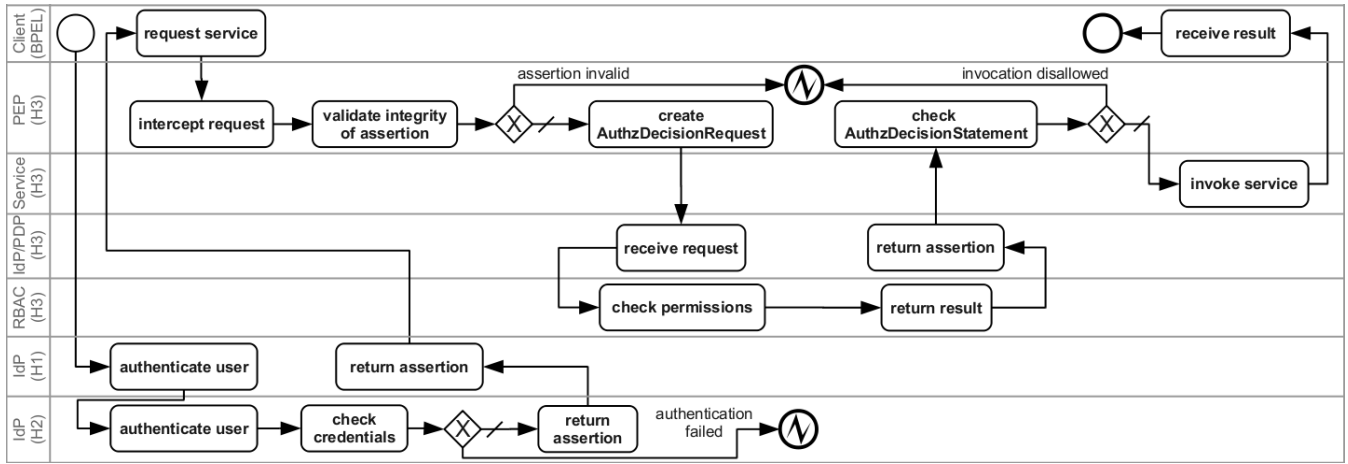 Client
(BPEL)
request service
receive result
PEP
(H3)
assertion invalid
invocation disallowed
intercept request
validate integrity
of assertion
X
create
AuthzDecisionRequest
check
AuthzDecisionStatement
X
Service
(H3)
invoke service
IdP/PDP
(H3)
receive request
return assertion
RBAC
(H3)
check permissions
return result
IdP
(H1)
authenticate user
return assertion
IdP
(H2)
authenticate user
check
credentials
X
return
assertion
authentication
failed